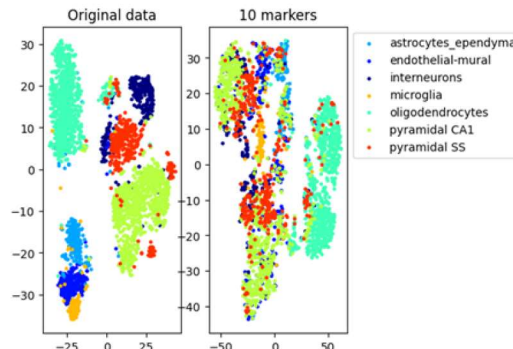 Original data
10 markers
30
20
10
0
−10
−20
−30
−25
0
25
30
20
10
0
−10
−20
−30
−40
−50
0
50
astrocytes_ependymal
endothelial-mural
interneurons
microglia
oligodendrocytes
pyramidal CA1
pyramidal SS